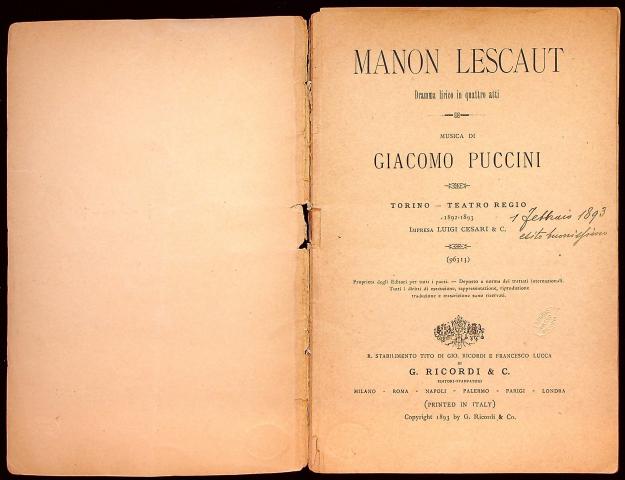 MANON LESCAUT
Dramma lirico in quattro atti
MUSICA DI
GIACOMO PUCCINI
TORINO — TEATRO REGIO
1892-1893
IMPRESA LUIGI CESARI & C.
1 Febbraio 1893
esito buonissimo
(96313)
Proprietà degli Editori per tutti i paesi. — Deposto a norma dei trattati internazionali.
Tutti i diritti di esecuzione, rappresentazione, riproduzione
traduzione e trascrizione sono riservati.
R. STABILIMENTO TITO DI GIO. RICORDI E FRANCESCO LUCCA
DI
G. RICORDI & C.
EDITORI-STAMPATORI
MILANO - ROMA - NAPOLI - PALERMO - PARIGI - LONDRA
(PRINTED IN ITALY)
Copyright 1893 by G. Ricordi & Co.